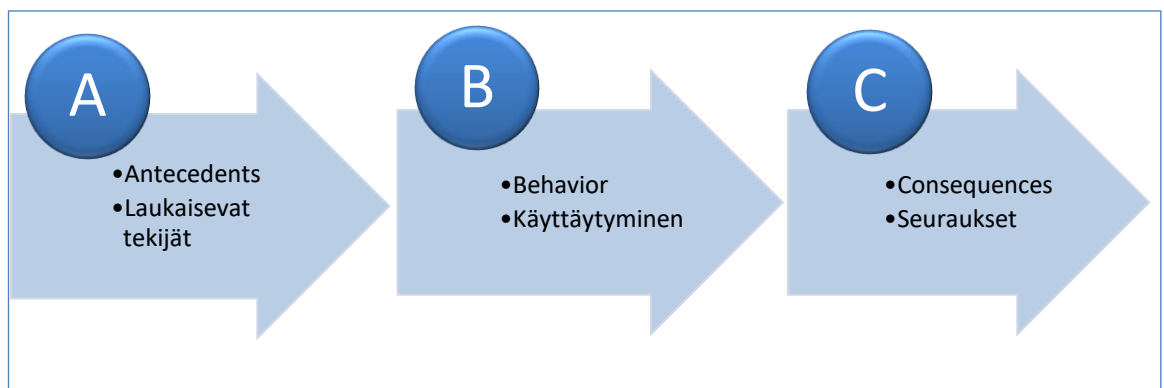 A
•Antecedents
•Laukaisevat
tekijät
B
•Behavior
•Käyttäytyminen
C
•Consequences
•Seuraukset